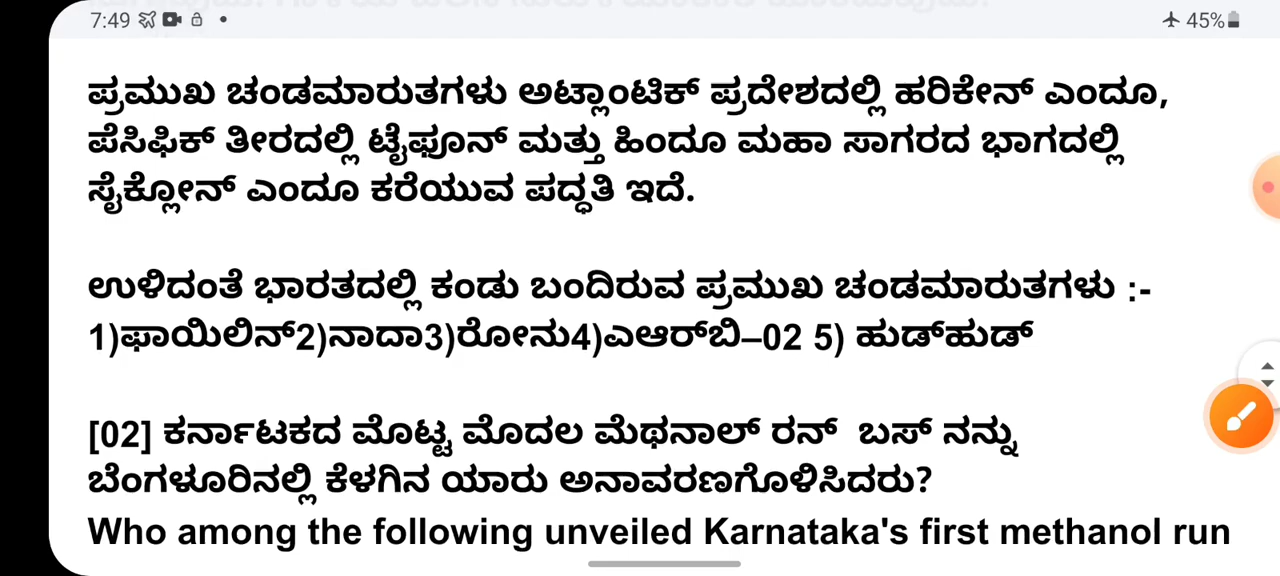 7:49
45%
ಪ್ರಮುಖ ಚಂಡಮಾರುತಗಳು ಅಟ್ಲಾಂಟಿಕ್ ಪ್ರದೇಶದಲ್ಲಿ ಹರಿಕೇನ್ ಎಂದೂ,
ಪೆಸಿಫಿಕ್ ತೀರದಲ್ಲಿ ಟೈಫೂನ್ ಮತ್ತು ಹಿಂದೂ ಮಹಾ ಸಾಗರದ ಭಾಗದಲ್ಲಿ
ಸೈಕ್ಲೋನ್ ಎಂದೂ ಕರೆಯುವ ಪದ್ಧತಿ ಇದೆ.
ಉಳಿದಂತೆ ಭಾರತದಲ್ಲಿ ಕಂಡು ಬಂದಿರುವ ಪ್ರಮುಖ ಚಂಡಮಾರುತಗಳು :-
1)ಫಾಯಿಲಿನ್2)ನಾದಾ3)ರೋನು4)ಎಆರ್‌ಬಿ–02 5) ಹುಡ್‌ಹುಡ್
[02] ಕರ್ನಾಟಕದ ಮೊಟ್ಟ ಮೊದಲ ಮೆಥನಾಲ್ ರನ್ ಬಸ್ ನನ್ನು
ಬೆಂಗಳೂರಿನಲ್ಲಿ ಕೆಳಗಿನ ಯಾರು ಅನಾವರಣಗೊಳಿಸಿದರು?
Who among the following unveiled Karnataka's first methanol run